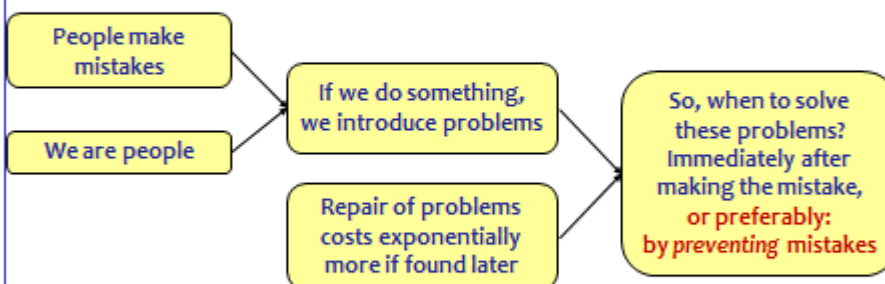 People make
mistakes
We are people
If we do something,
we introduce problems
Repair of problems
costs exponentially
more if found later
So, when to solve
these problems?
Immediately after
making the mistake,
or preferably:
by preventing mistakes